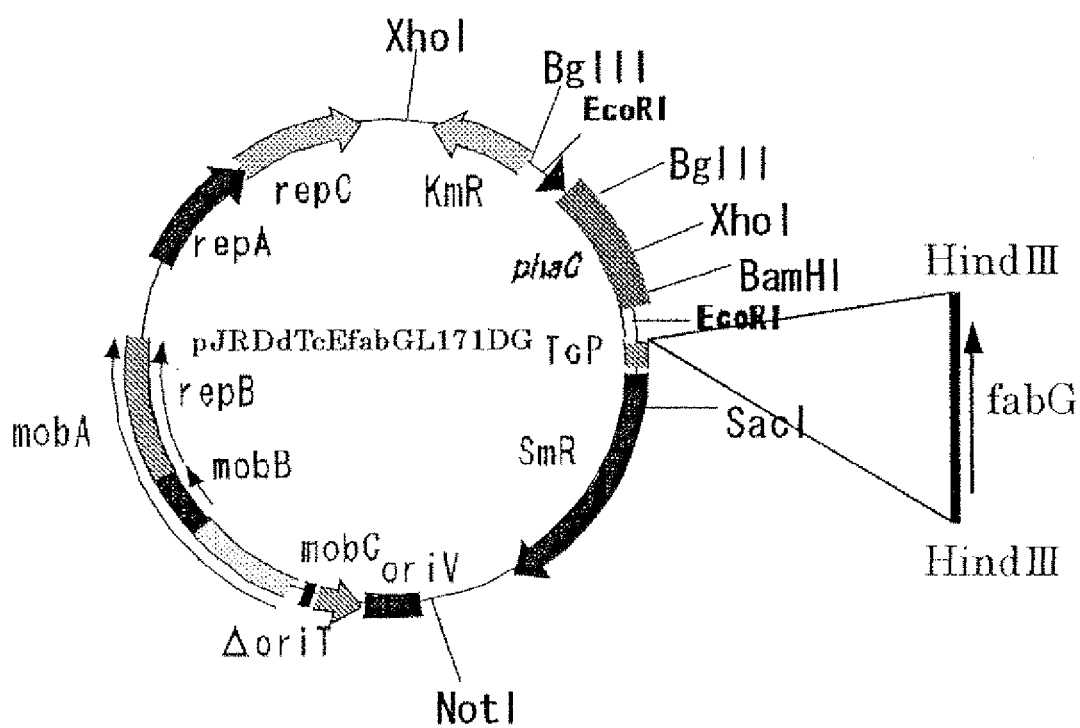 XhoI
BglII
EcoRI
BglII
XhoI
BamHI
EcoRI
HindIII
fabG
HindIII
repC
KmR
repA
phaC
pJRDdTcEfabGL171DG
TcP
repB
mobA
mobB
SmR
SacI
mobC
oriV
ΔoriT
NotI